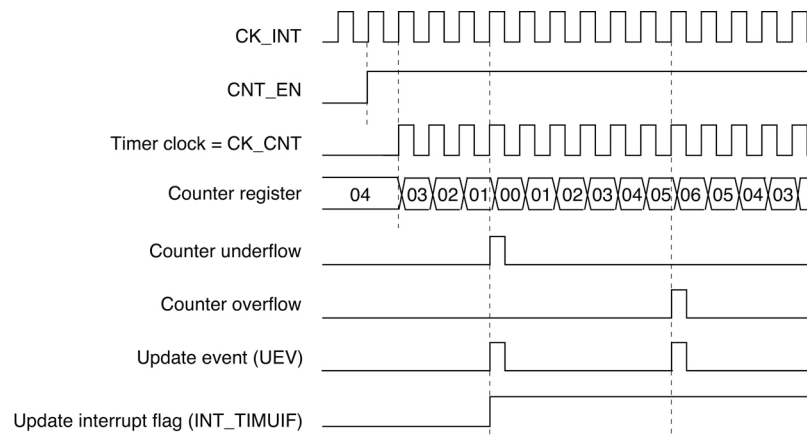 CK_INT
CNT_EN
Timer clock = CK_CNT
Counter register 04 03 02 01 00 01 02 03 04 05 06 05 04 03
Counter underflow
Counter overflow
Update event (UEV)
Update interrupt flag (INT_TIMUIF)